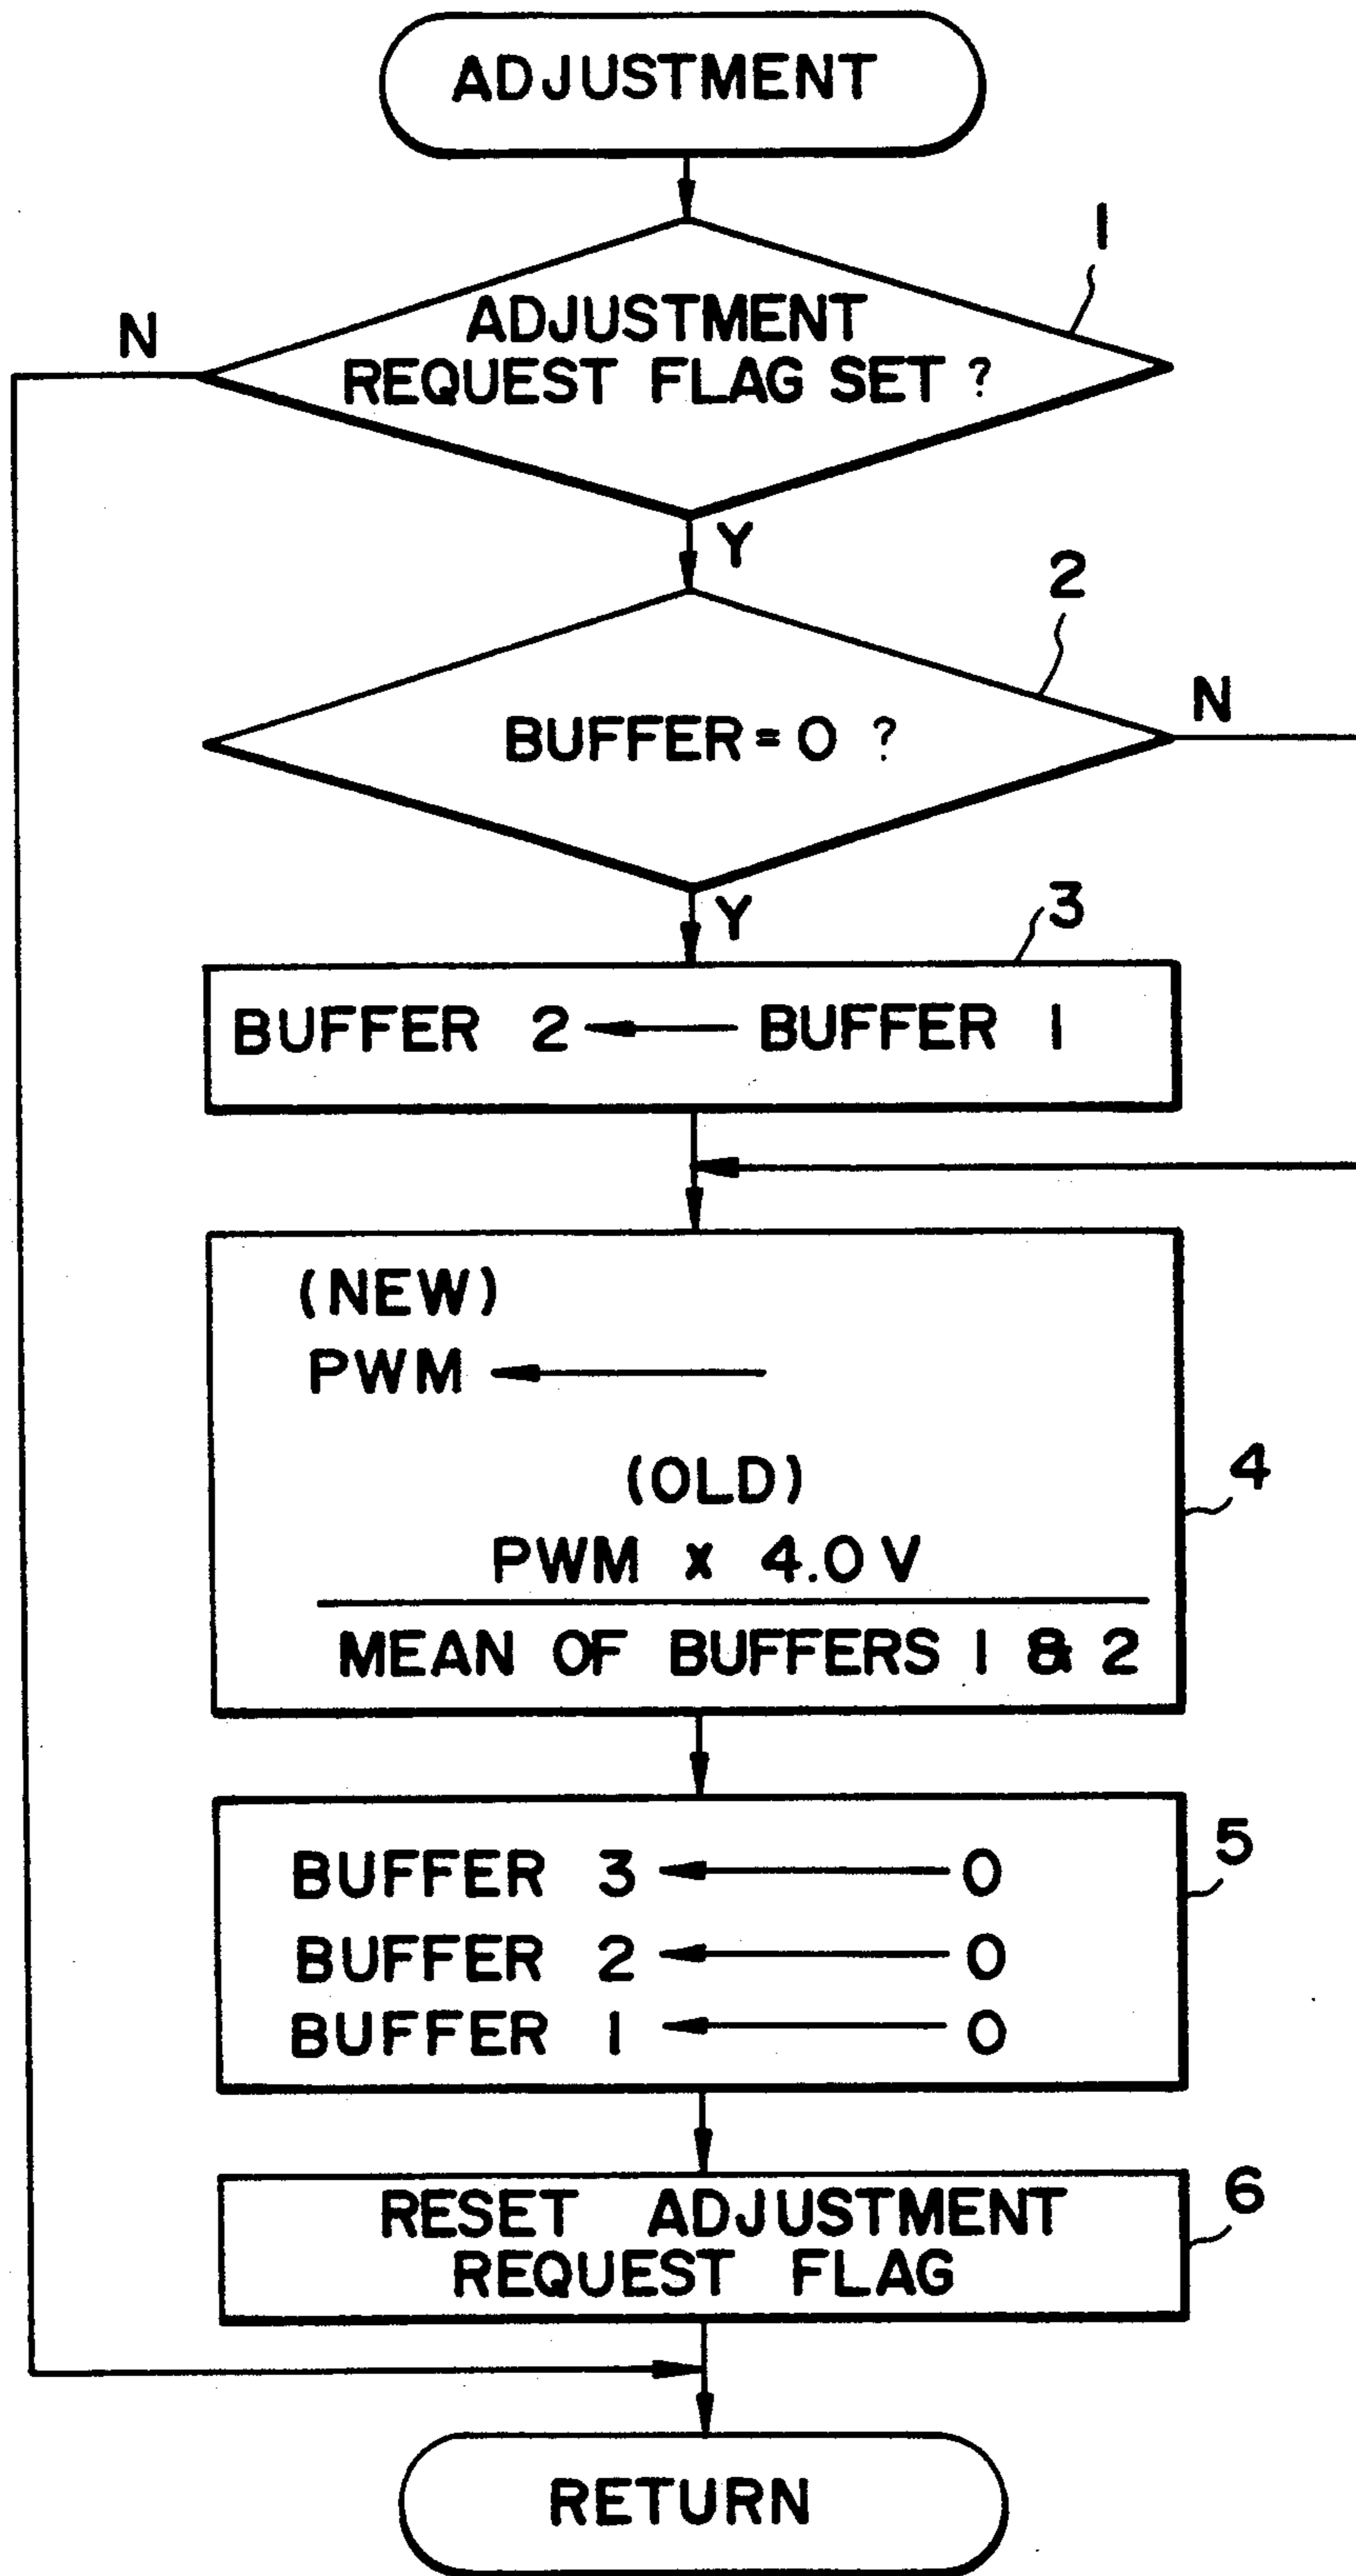 ADJUSTMENT
1
N
ADJUSTMENT
REQUEST FLAG SET ?
Y
2
N
BUFFER = 0 ?
Y
3
BUFFER 2 ← BUFFER 1
(NEW)
PWM ←
(OLD)
4
PWM x 4.0 V
MEAN OF BUFFERS 1 & 2
5
BUFFER 3 ← 0
BUFFER 2 ← 0
BUFFER 1 ← 0
6
RESET ADJUSTMENT
REQUEST FLAG
RETURN